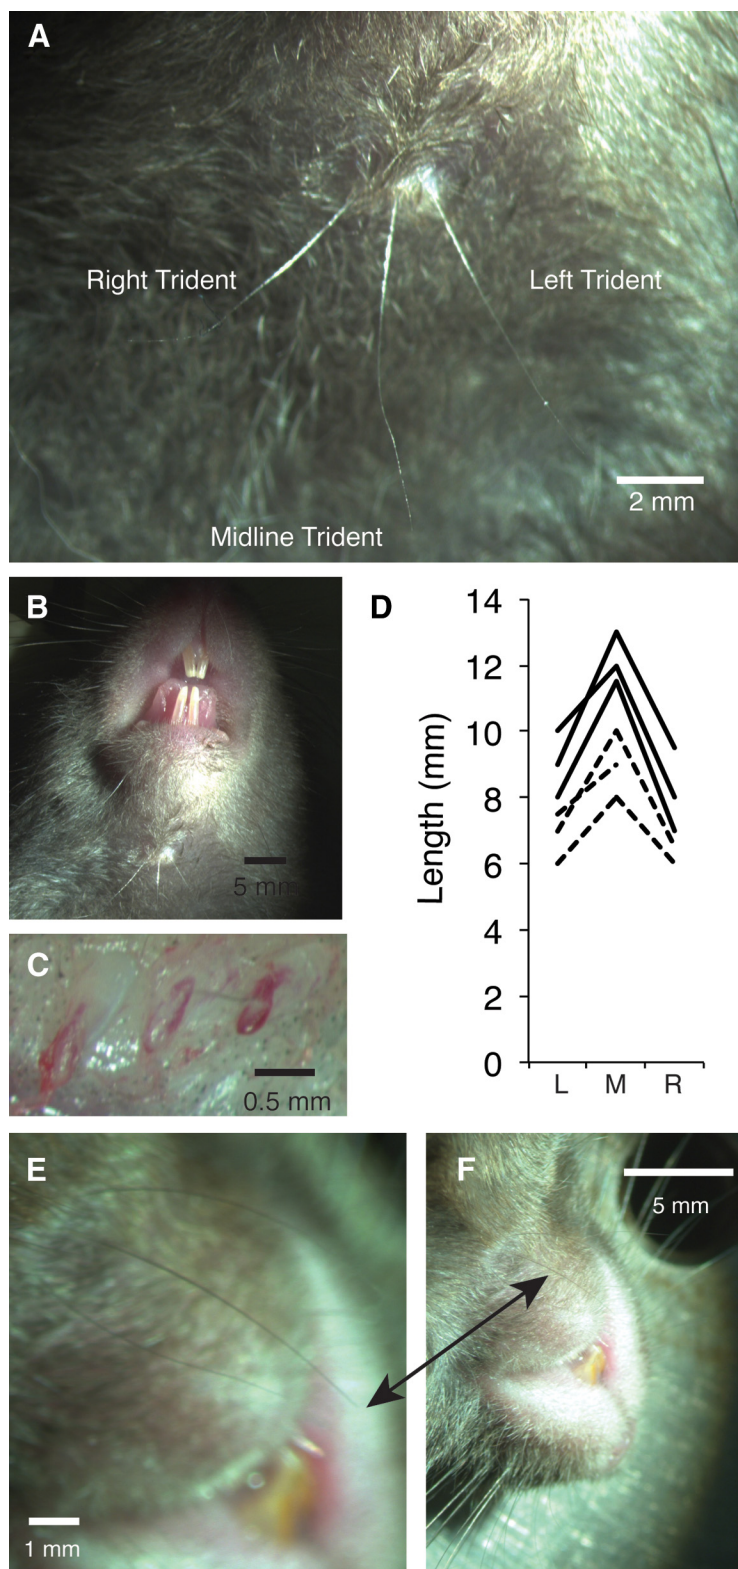 A
Right Trident
Left Trident
2 mm
Midline Trident
B
5 mm
C
0.5 mm
D
Length (mm)
14
12
10
8
6
4
2
0
L M R
E
1 mm
F
5 mm